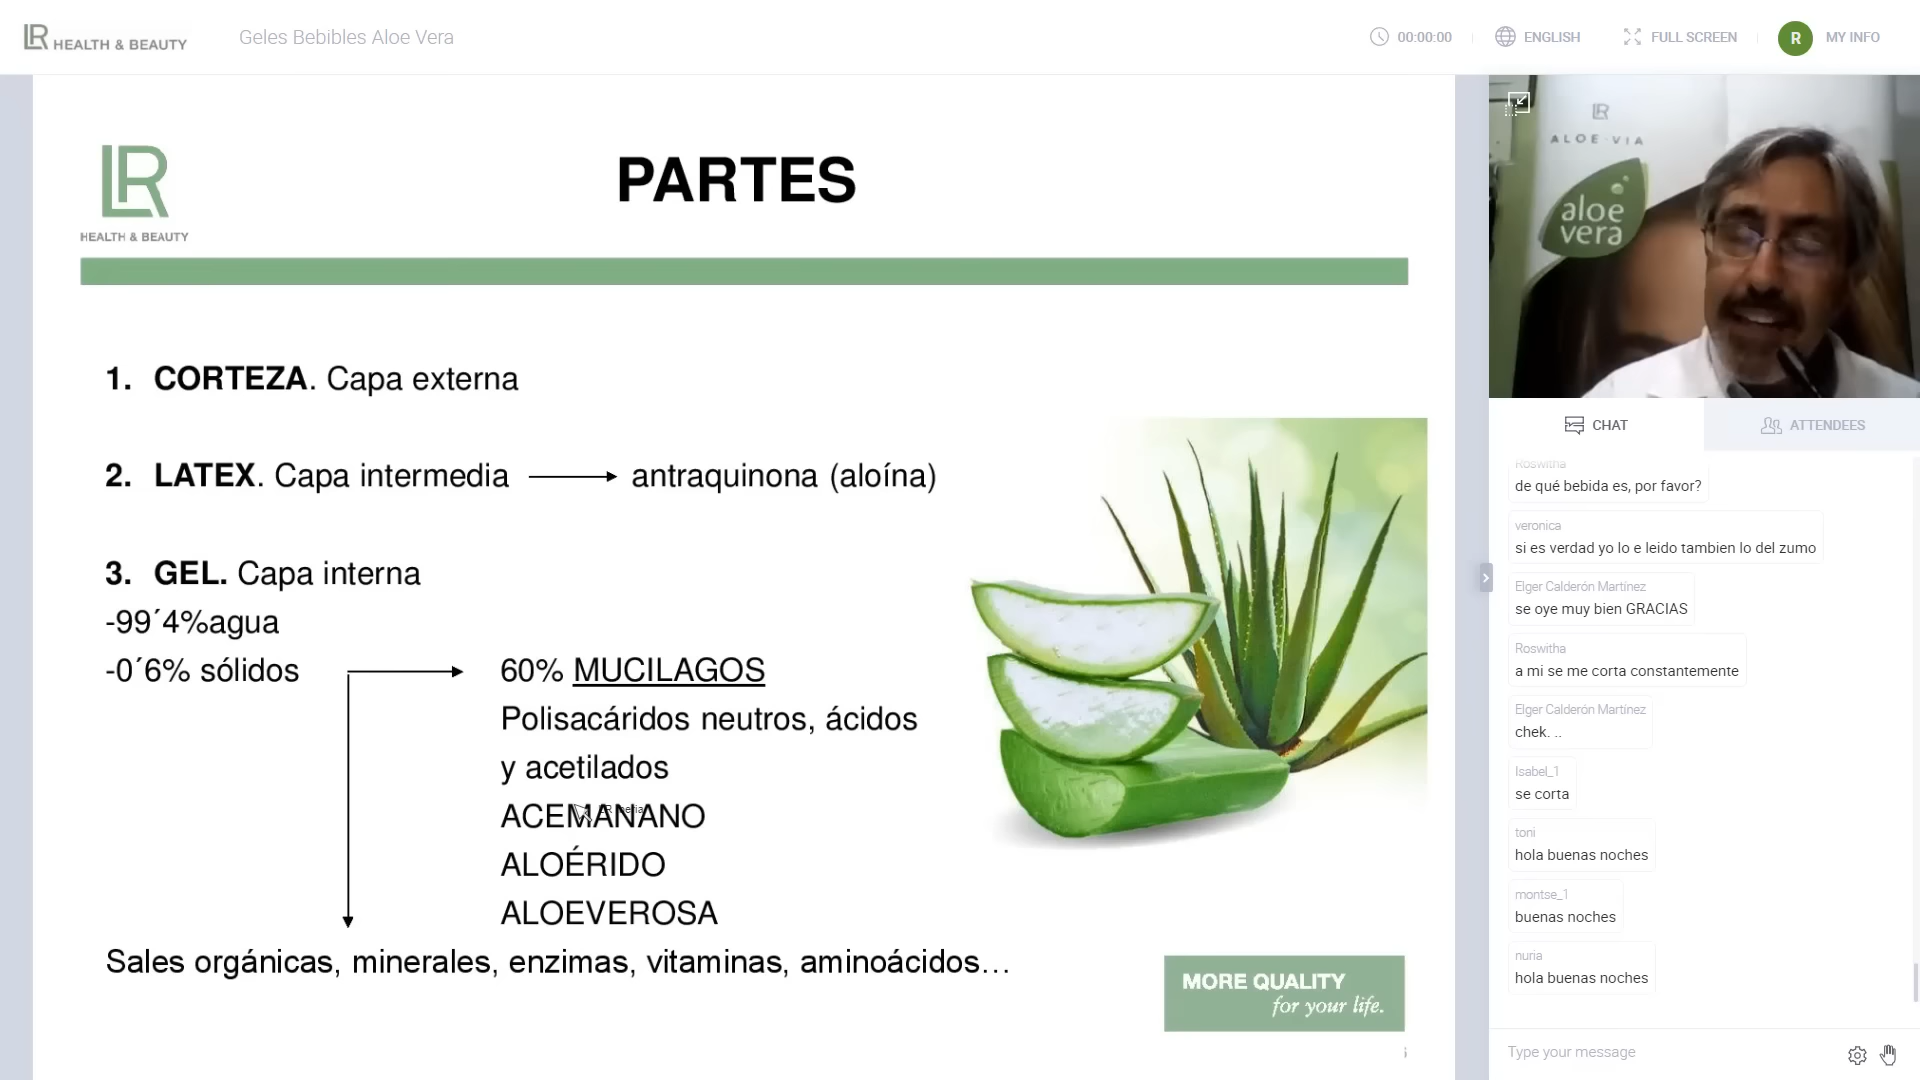 LR HEALTH & BEAUTY
Geles Bebibles Aloe Vera
00:00:00
ENGLISH
FULL SCREEN
R
MY INFO
LR
HEALTH & BEAUTY
PARTES
1. CORTEZA. Capa externa
2. LATEX. Capa intermedia antraquinona (aloína)
3. GEL. Capa interna
-99´4%agua
-0´6% sólidos 60% MUCILAGOS
Polisacáridos neutros, ácidos
y acetilados
ACEMANANO
ALOÉRIDO
ALOEVEROSA
Sales orgánicas, minerales, enzimas, vitaminas, aminoácidos…
MORE QUALITY
for your life.
LR
ALOE·VIA
aloe
vera
CHAT
ATTENDEES
Roswitha
de qué bebida es, por favor?
veronica
si es verdad yo lo e leido tambien lo del zumo
Elger Calderón Martínez
se oye muy bien GRACIAS
Roswitha
a mi se me corta constantemente
Elger Calderón Martínez
chek. ..
Isabel_1
se corta
toni
hola buenas noches
montse_1
buenas noches
nuria
hola buenas noches
Type your message